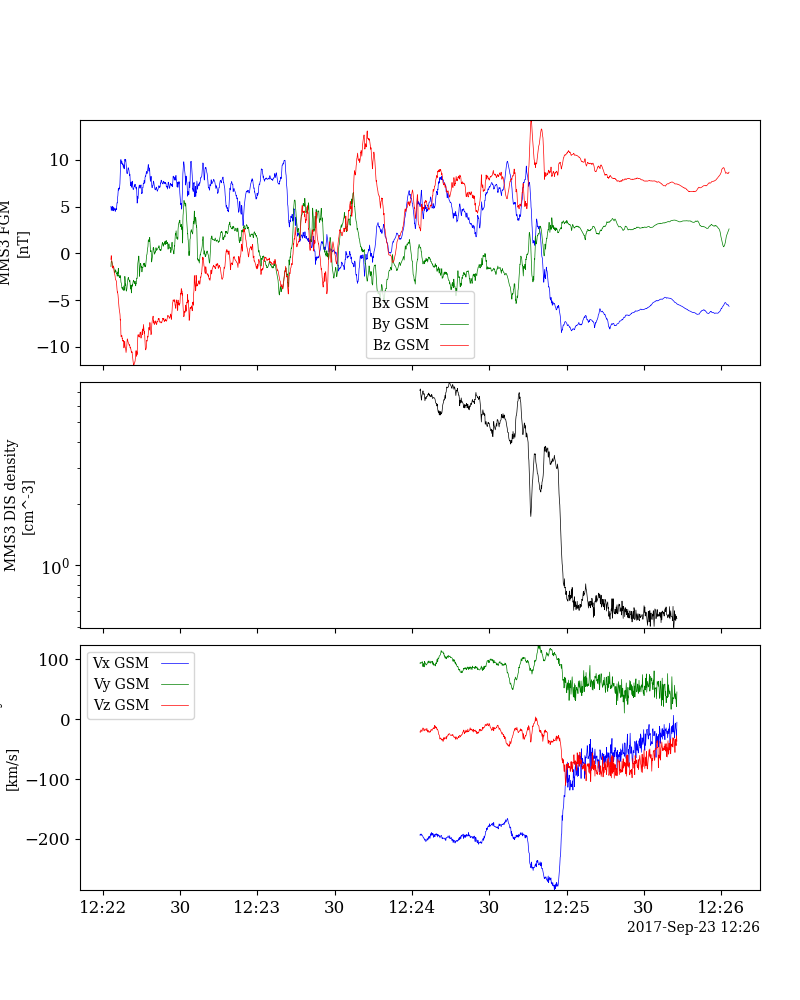 10
5
0
−5
−10
MMS3 FGM
[nT]
Bx GSM
By GSM
Bz GSM
10^0
MMS3 DIS density
[cm^-3]
100
0
−100
−200
[km/s]
Vx GSM
Vy GSM
Vz GSM
12:22 30 12:23 30 12:24 30 12:25 30 12:26
2017-Sep-23 12:26